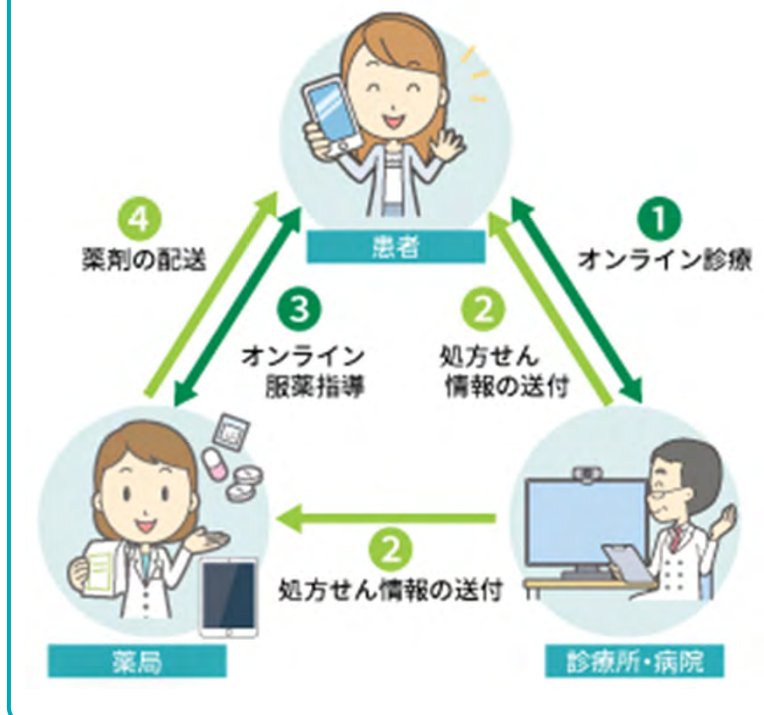 患者
1
オンライン診療
2
処方せん
情報の送付
2
処方せん情報の送付
3
オンライン
服薬指導
4
薬剤の配送
薬局
診療所・病院